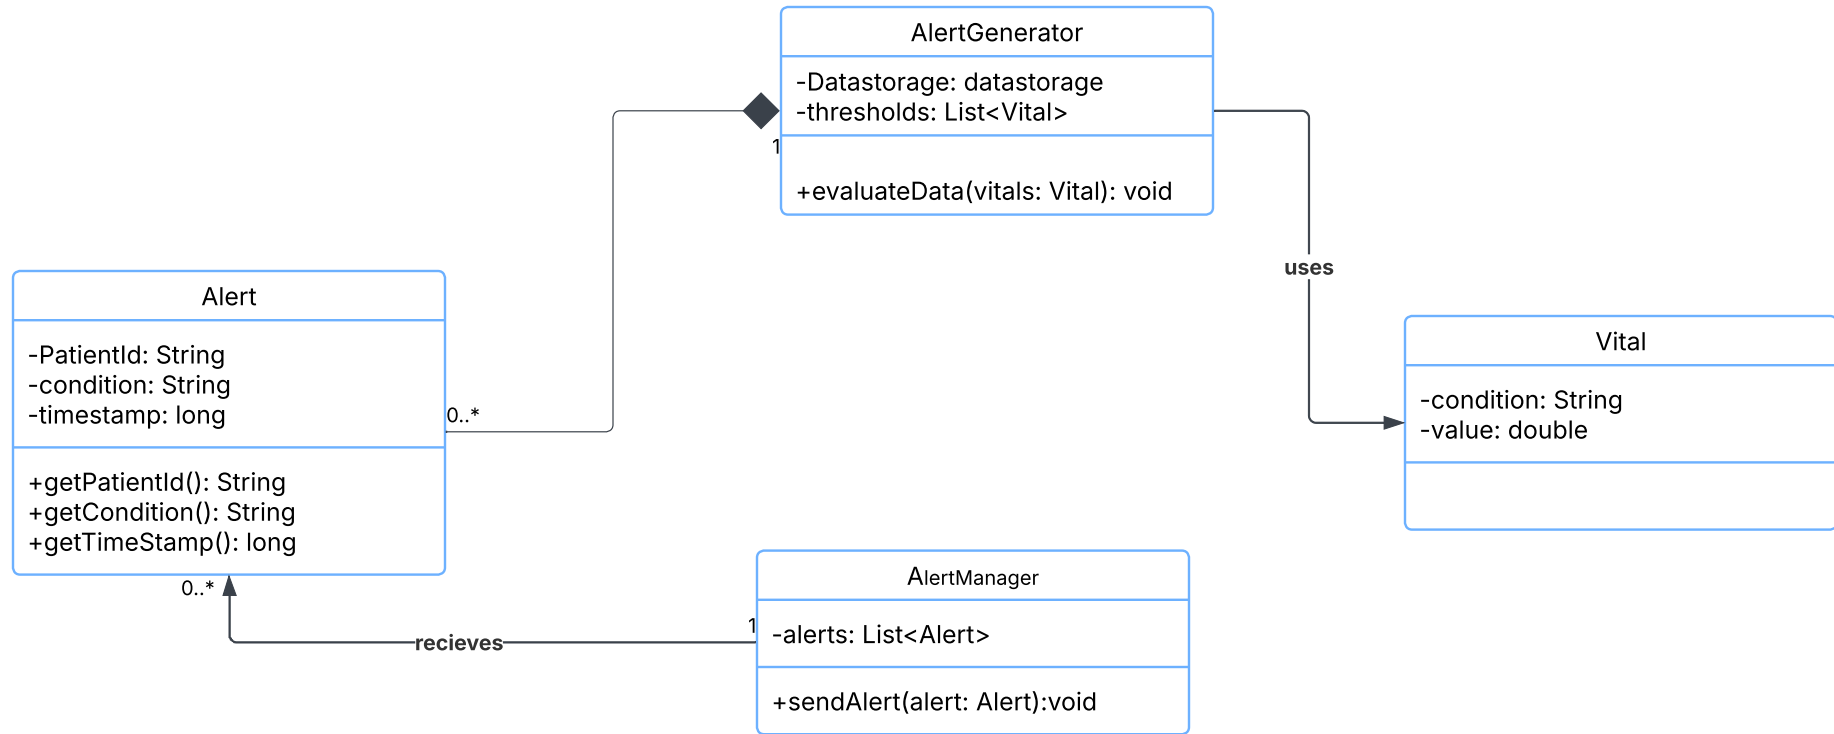 AlertGenerator
-Datastorage: datastorage
-thresholds: List<Vital>
1
+evaluateData(vitals: Vital): void
uses
Alert
-PatientId: String
-condition: String
-timestamp: long
0..*
+getPatientId(): String
+getCondition(): String
+getTimeStamp(): long
0..*
Vital
-condition: String
-value: double
AlertManager
1
-alerts: List<Alert>
recieves
+sendAlert(alert: Alert):void